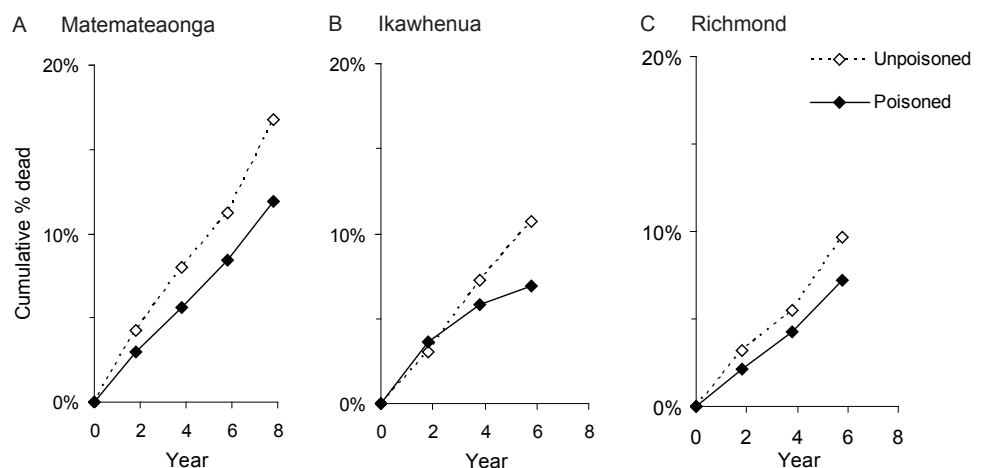 A Matemateaonga
B Ikawhenua
C Richmond
Cumulative % dead
20%
10%
0%
0 2 4 6 8
Year
20%
10%
0%
0 2 4 6 8
Year
20%
10%
0%
0 2 4 6 8
Year
Unpoisoned
Poisoned